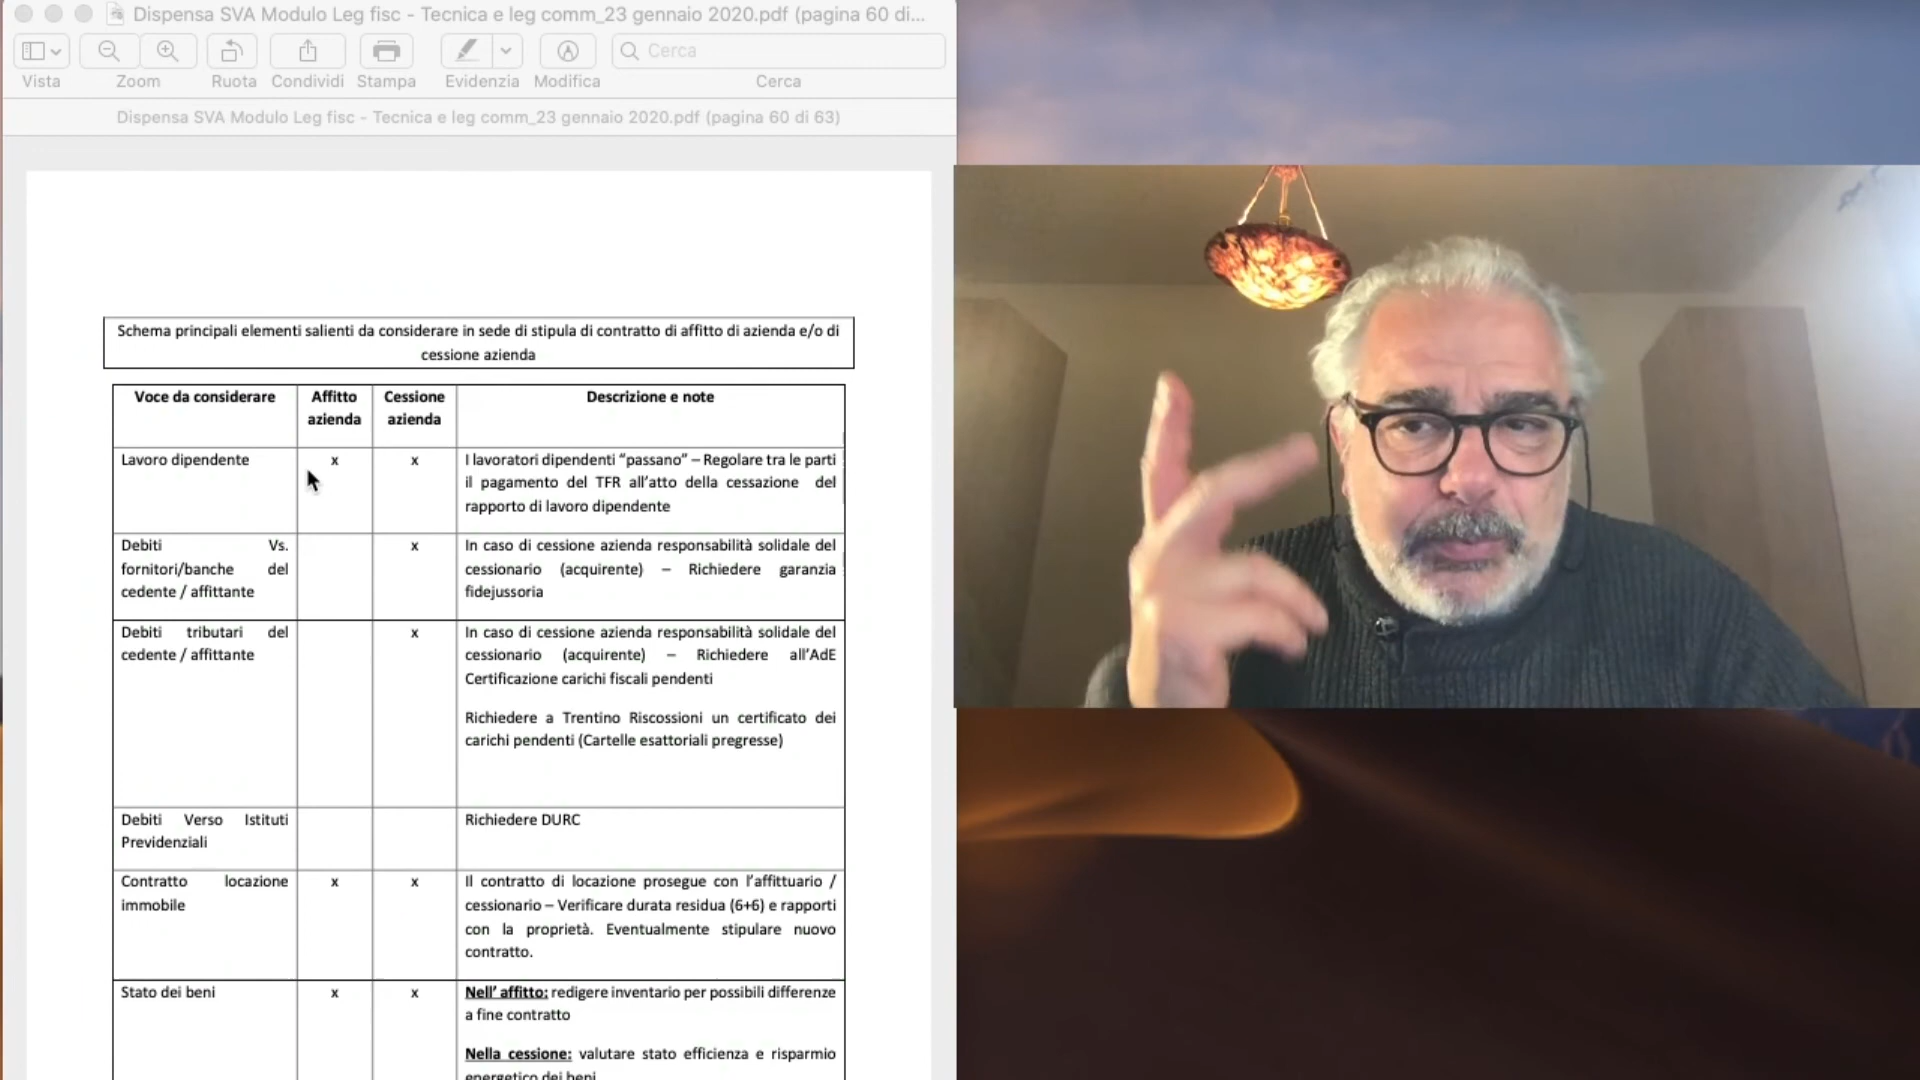 Dispensa SVA Modulo Leg fisc - Tecnica e leg comm_23 gennaio 2020.pdf (pagina 60 di...
Cerca
Vista
Zoom
Ruota
Condividi
Stampa
Evidenzia
Modifica
Cerca
Dispensa SVA Modulo Leg fisc - Tecnica e leg comm_23 gennaio 2020.pdf (pagina 60 di 63)
Schema principali elementi salienti da considerare in sede di stipula di contratto di affitto di azienda e/o di
cessione azienda
Voce da considerare
Affitto
azienda
Cessione
azienda
Descrizione e note
Lavoro dipendente
x
x
I lavoratori dipendenti “passano” – Regolare tra le parti
il pagamento del TFR all’atto della cessazione del
rapporto di lavoro dipendente
Debiti Vs.
fornitori/banche del
cedente / affittante
x
In caso di cessione azienda responsabilità solidale del
cessionario (acquirente) – Richiedere garanzia
fidejussoria
Debiti tributari del
cedente / affittante
x
In caso di cessione azienda responsabilità solidale del
cessionario (acquirente) – Richiedere all’AdE
Certificazione carichi fiscali pendenti
Richiedere a Trentino Riscossioni un certificato dei
carichi pendenti (Cartelle esattoriali pregresse)
Debiti Verso Istituti
Previdenziali
Richiedere DURC
Contratto locazione
immobile
x
x
Il contratto di locazione prosegue con l’affittuario /
cessionario – Verificare durata residua (6+6) e rapporti
con la proprietà. Eventualmente stipulare nuovo
contratto.
Stato dei beni
x
x
Nell’ affitto: redigere inventario per possibili differenze
a fine contratto
Nella cessione: valutare stato efficienza e risparmio
energetico dei beni